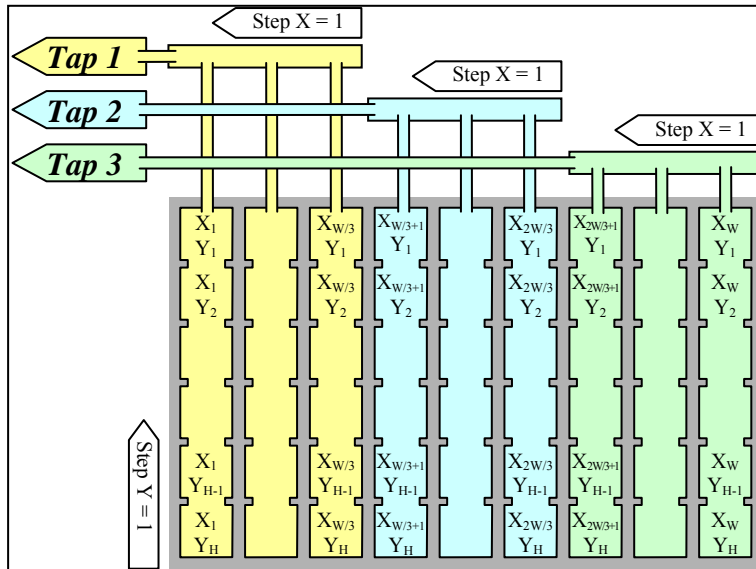 Step X = 1
Tap 1
Step X = 1
Tap 2
Step X = 1
Tap 3
X1 XW/3 XW/3+1 X2W/3 X2W/3+1 XW
Y1 Y1 Y1 Y1 Y1 Y1
X1 XW/3 XW/3+1 X2W/3 X2W/3+1 XW
Y2 Y2 Y2 Y2 Y2 Y2
Step Y = 1
X1 XW/3 XW/3+1 X2W/3 X2W/3+1 XW
YH-1 YH-1 YH-1 YH-1 YH-1 YH-1
X1 XW/3 XW/3+1 X2W/3 X2W/3+1 XW
YH YH YH YH YH YH